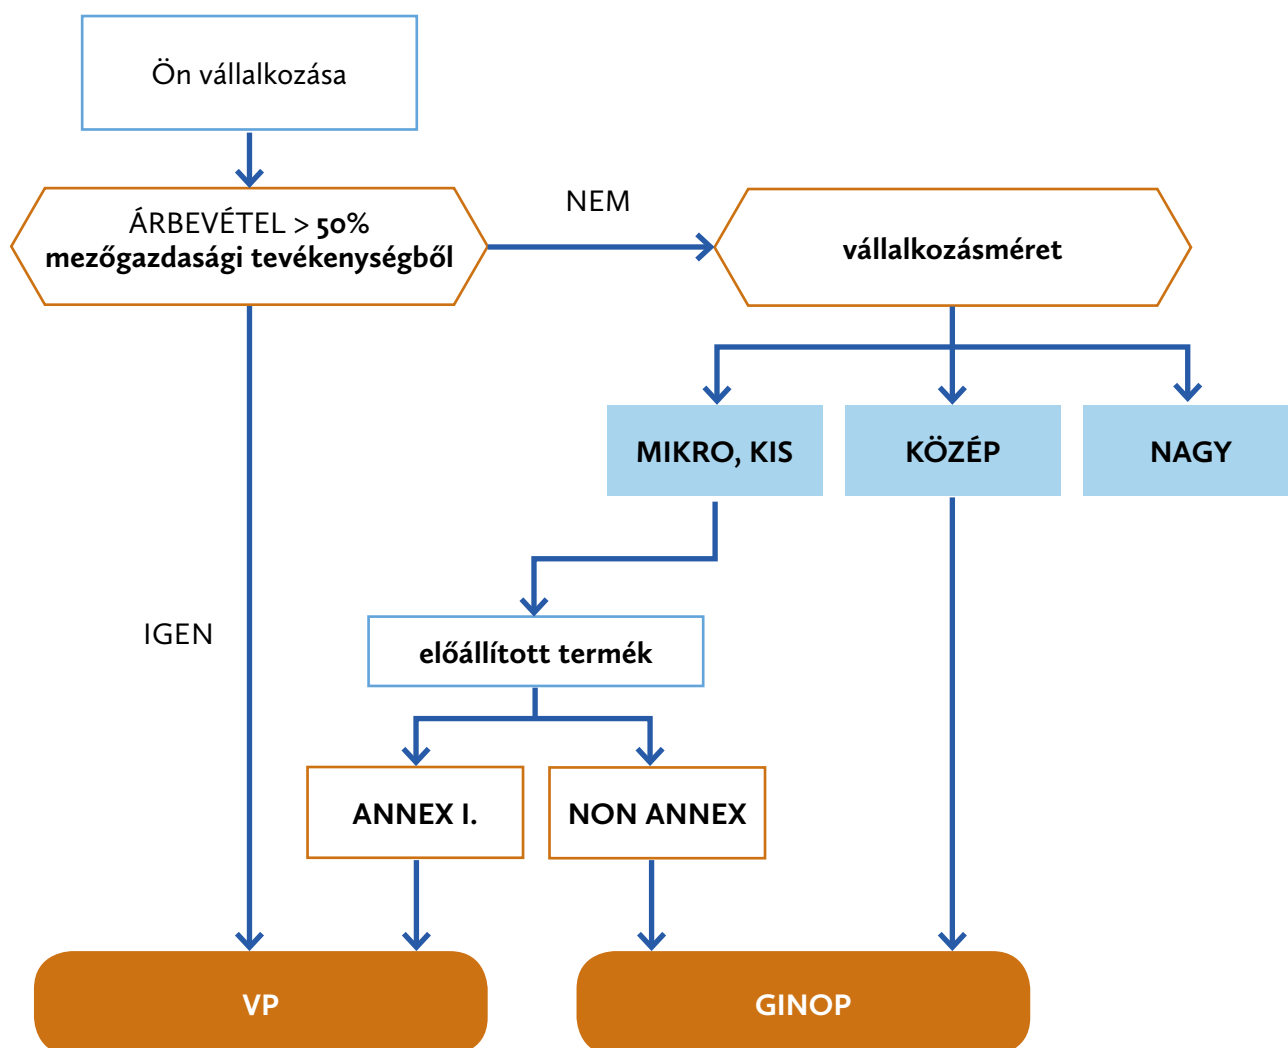 Ön vállalkozása
ÁRBEVÉTEL > 50%
mezőgazdasági tevékenységből
NEM
vállalkozásméret
MIKRO, KIS
KÖZÉP
NAGY
IGEN
előállított termék
ANNEX I.
NON ANNEX
VP
GINOP